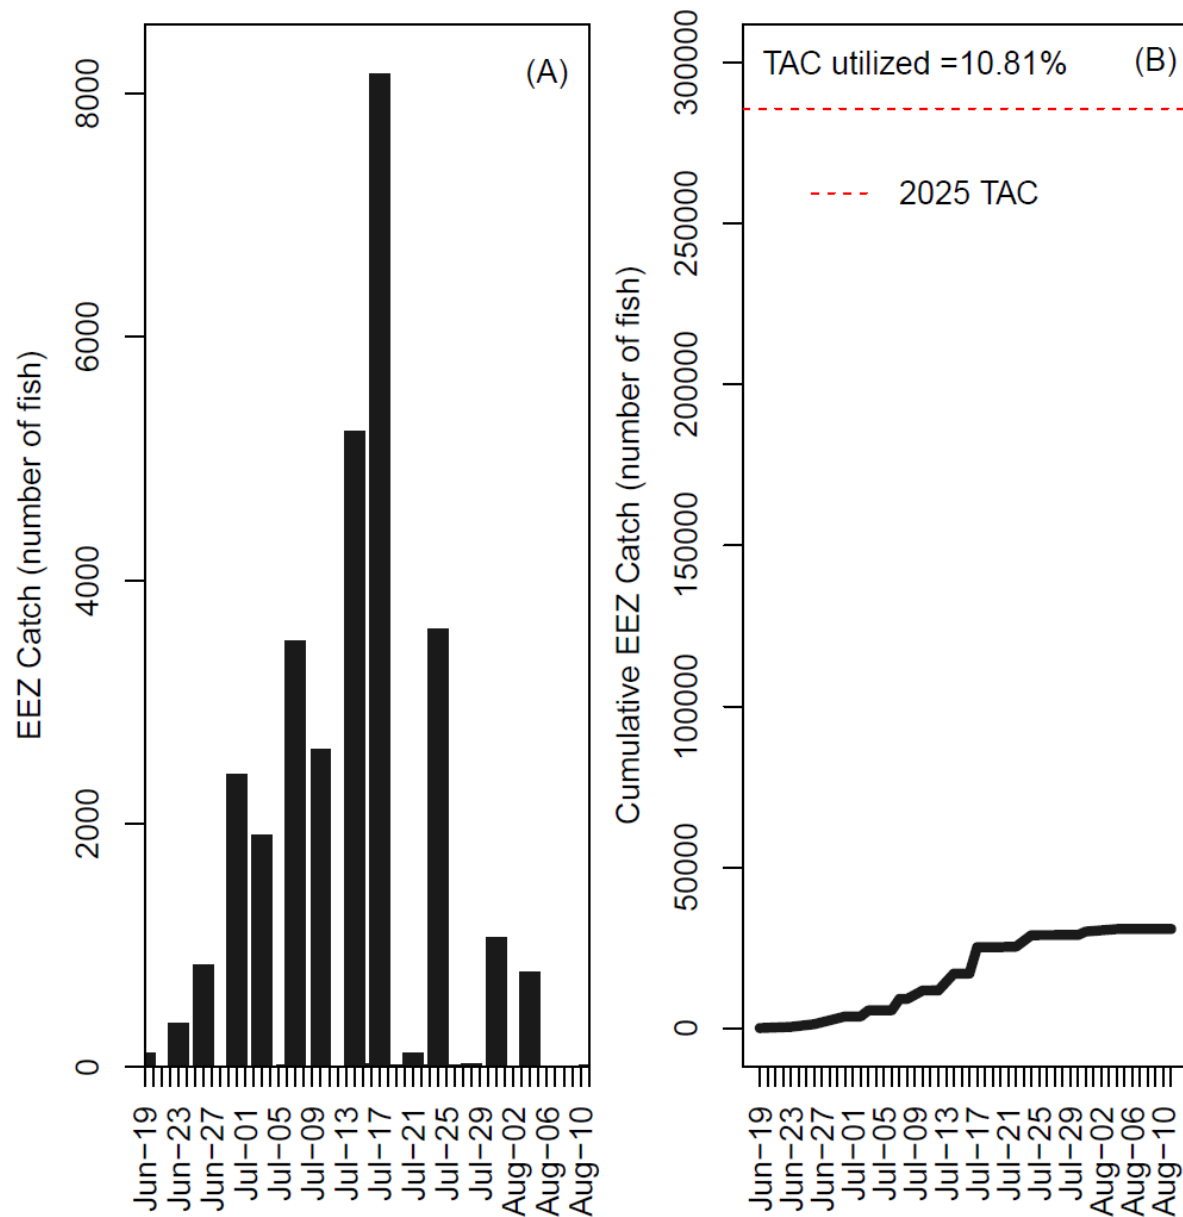 (A)
EEZ Catch (number of fish)
8000
6000
4000
2000
0
Jun−19
Jun−23
Jun−27
Jul−01
Jul−05
Jul−09
Jul−13
Jul−17
Jul−21
Jul−25
Jul−29
Aug−02
Aug−06
Aug−10
TAC utilized =10.81%
(B)
2025 TAC
Cumulative EEZ Catch (number of fish)
300000
250000
200000
150000
100000
50000
0
Jun−19
Jun−23
Jun−27
Jul−01
Jul−05
Jul−09
Jul−13
Jul−17
Jul−21
Jul−25
Jul−29
Aug−02
Aug−06
Aug−10